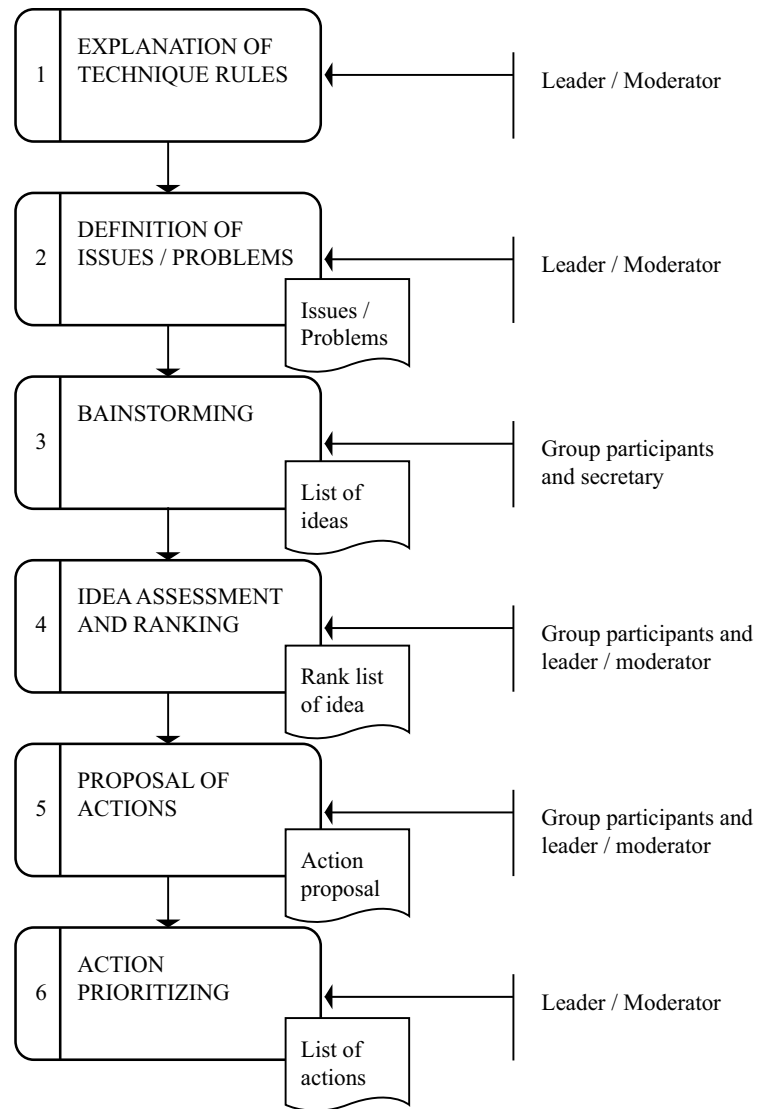 1
EXPLANATION OF
TECHNIQUE RULES
Leader / Moderator
2
DEFINITION OF
ISSUES / PROBLEMS
Issues /
Problems
Leader / Moderator
3
BAINSTORMING
List of
ideas
Group participants
and secretary
4
IDEA ASSESSMENT
AND RANKING
Rank list
of idea
Group participants and
leader / moderator
5
PROPOSAL OF
ACTIONS
Action
proposal
Group participants and
leader / moderator
6
ACTION
PRIORITIZING
List of
actions
Leader / Moderator